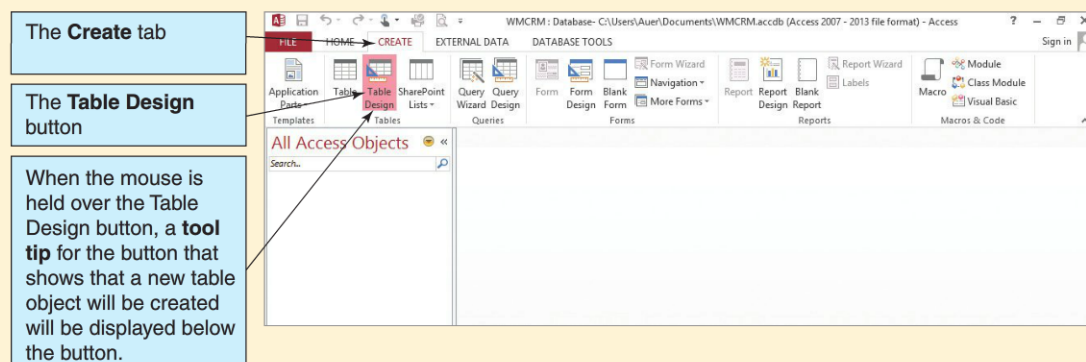 The Create tab
The Table Design
button
When the mouse is
held over the Table
Design button, a tool
tip for the button that
shows that a new table
object will be created
will be displayed below
the button.
WMCRM : Database- C:\Users\Auer\Documents\WMCRM.accdb (Access 2007 - 2013 file format) - Access
FILE HOME CREATE EXTERNAL DATA DATABASE TOOLS Sign in
Application Parts
Table
Table Design
SharePoint Lists
Query Wizard
Query Design
Form
Form Design
Blank Form
Form Wizard
Navigation
More Forms
Report
Report Design
Blank Report
Report Wizard
Labels
Macro
Module
Class Module
Visual Basic
Templates Tables Queries Forms Reports Macros & Code
All Access Objects
Search..